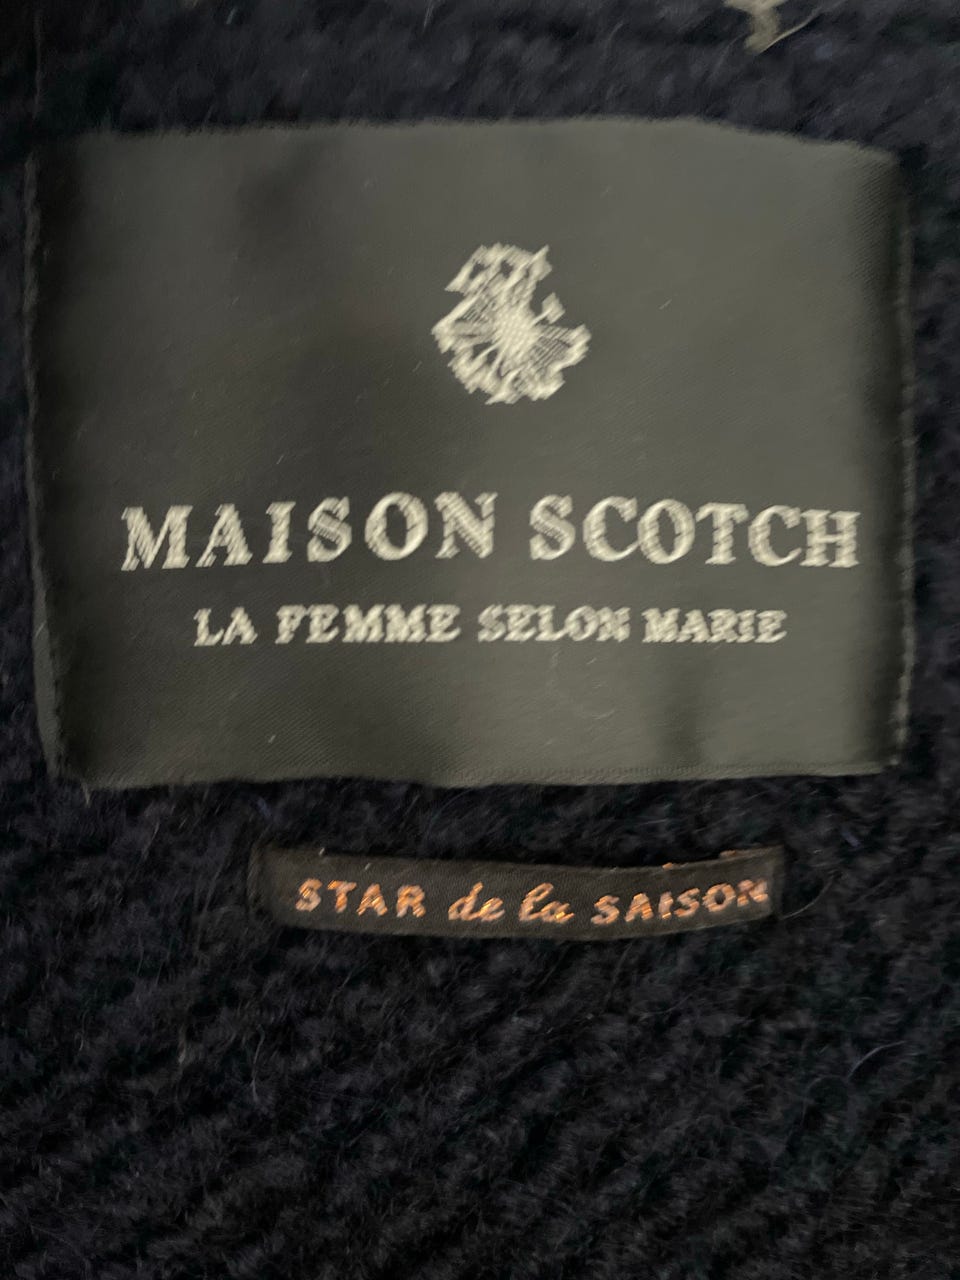 MAISON SCOTCH
LA FEMME SELON MARIE
STAR de la SAISON